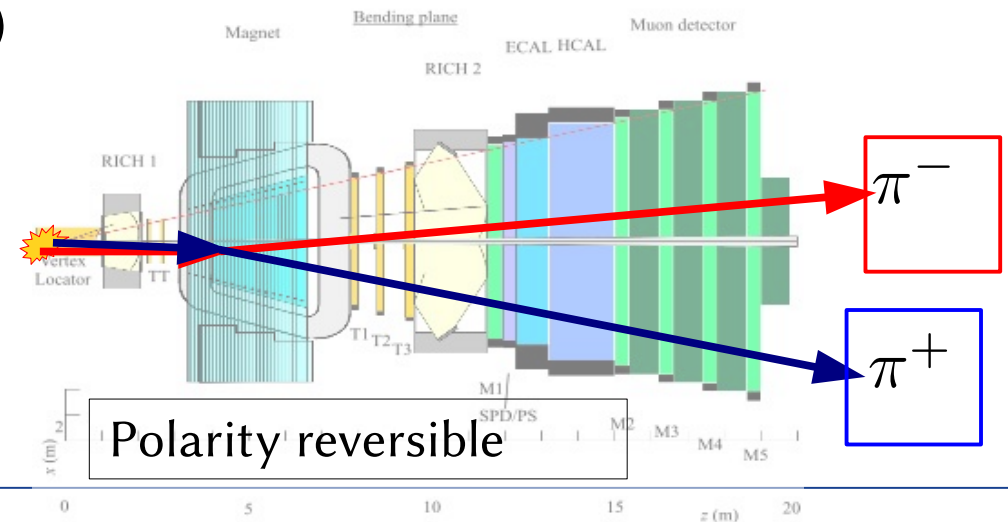 )
Bending plane
Magnet
Muon detector
ECAL HCAL
RICH 2
RICH 1
π−
Vertex
Locator
TT
T1 T2 T3
π+
M1
SPD/PS
M2
M3
M4
M5
2
x (m)
Polarity reversible
0 5 10 15 20
z (m)